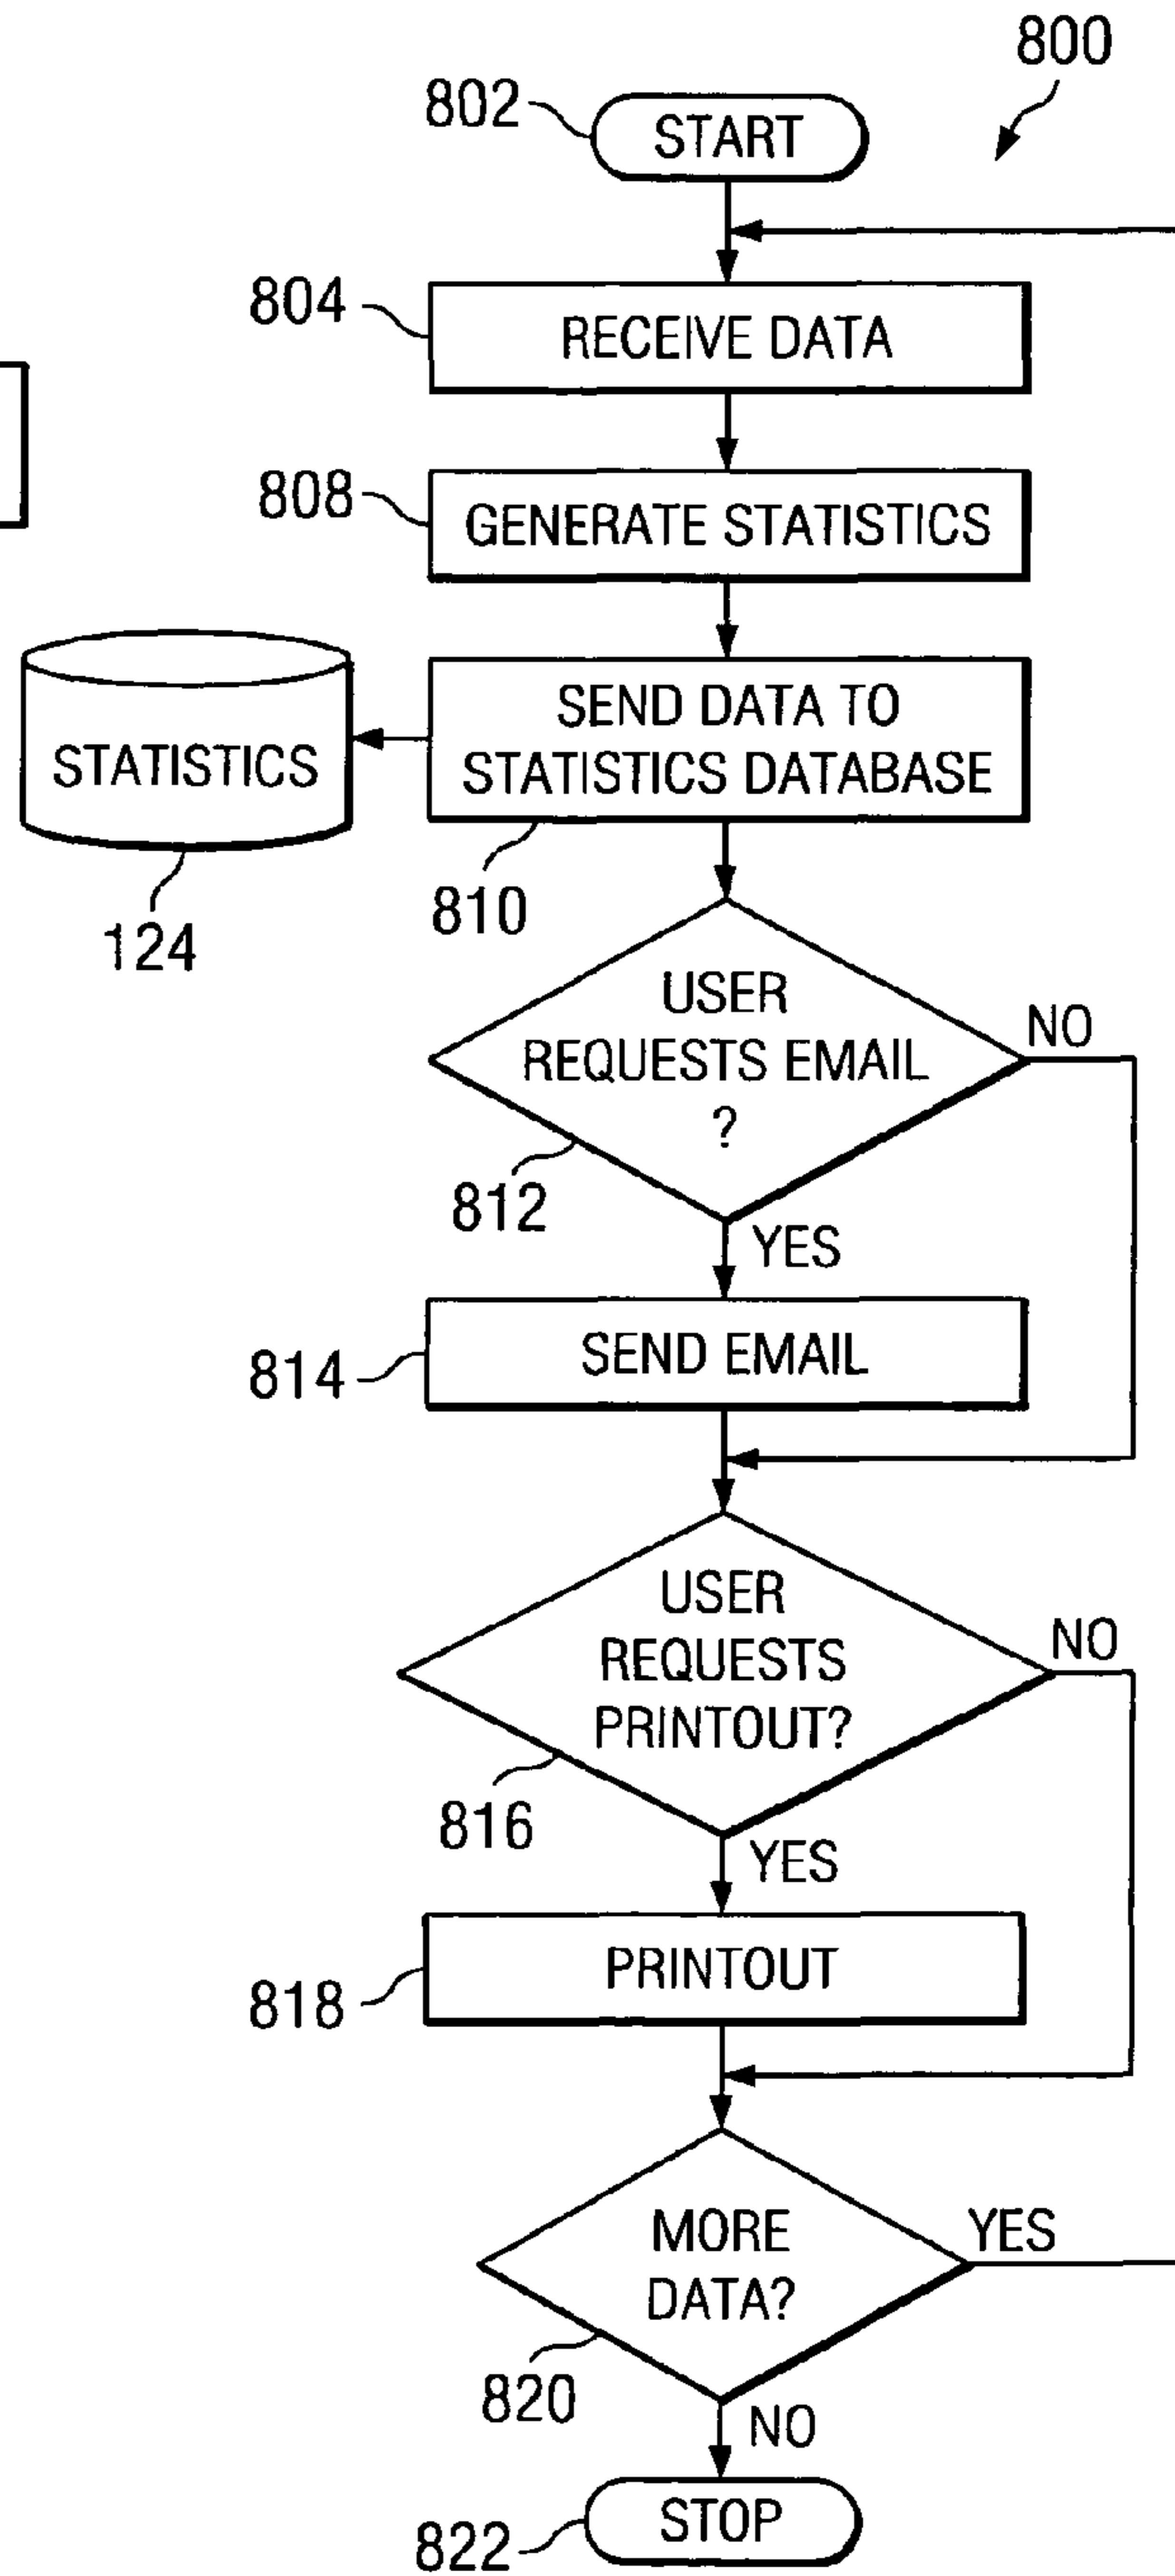 800
802
START
804
RECEIVE DATA
808
GENERATE STATISTICS
SEND DATA TO
STATISTICS DATABASE
STATISTICS
810
124
USER
REQUESTS EMAIL
?
NO
812
YES
814
SEND EMAIL
USER
REQUESTS
PRINTOUT?
NO
816
YES
818
PRINTOUT
MORE
DATA?
YES
820
NO
822
STOP